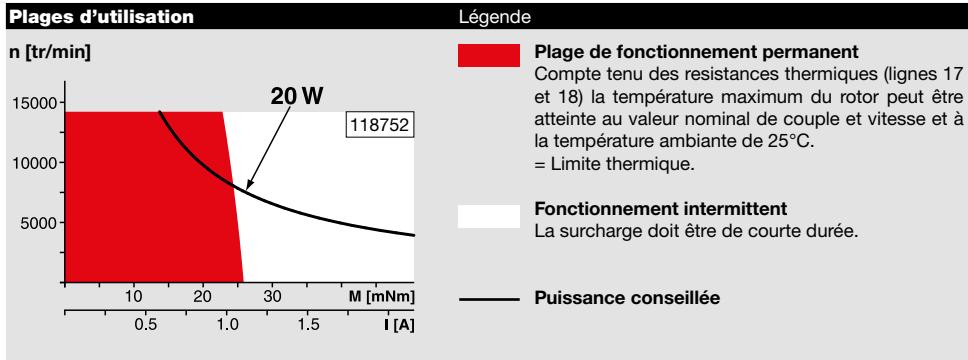 Plages d'utilisation
Légende
n [tr/min]
15000
10000
5000
20 W
118752
10 20 30 M [mNm]
0.5 1.0 1.5 I [A]
Plage de fonctionnement permanent
Compte tenu des resistances thermiques (lignes 17
et 18) la température maximum du rotor peut être
atteinte au valeur nominal de couple et vitesse et à
la température ambiante de 25°C.
= Limite thermique.
Fonctionnement intermittent
La surcharge doit être de courte durée.
Puissance conseillée